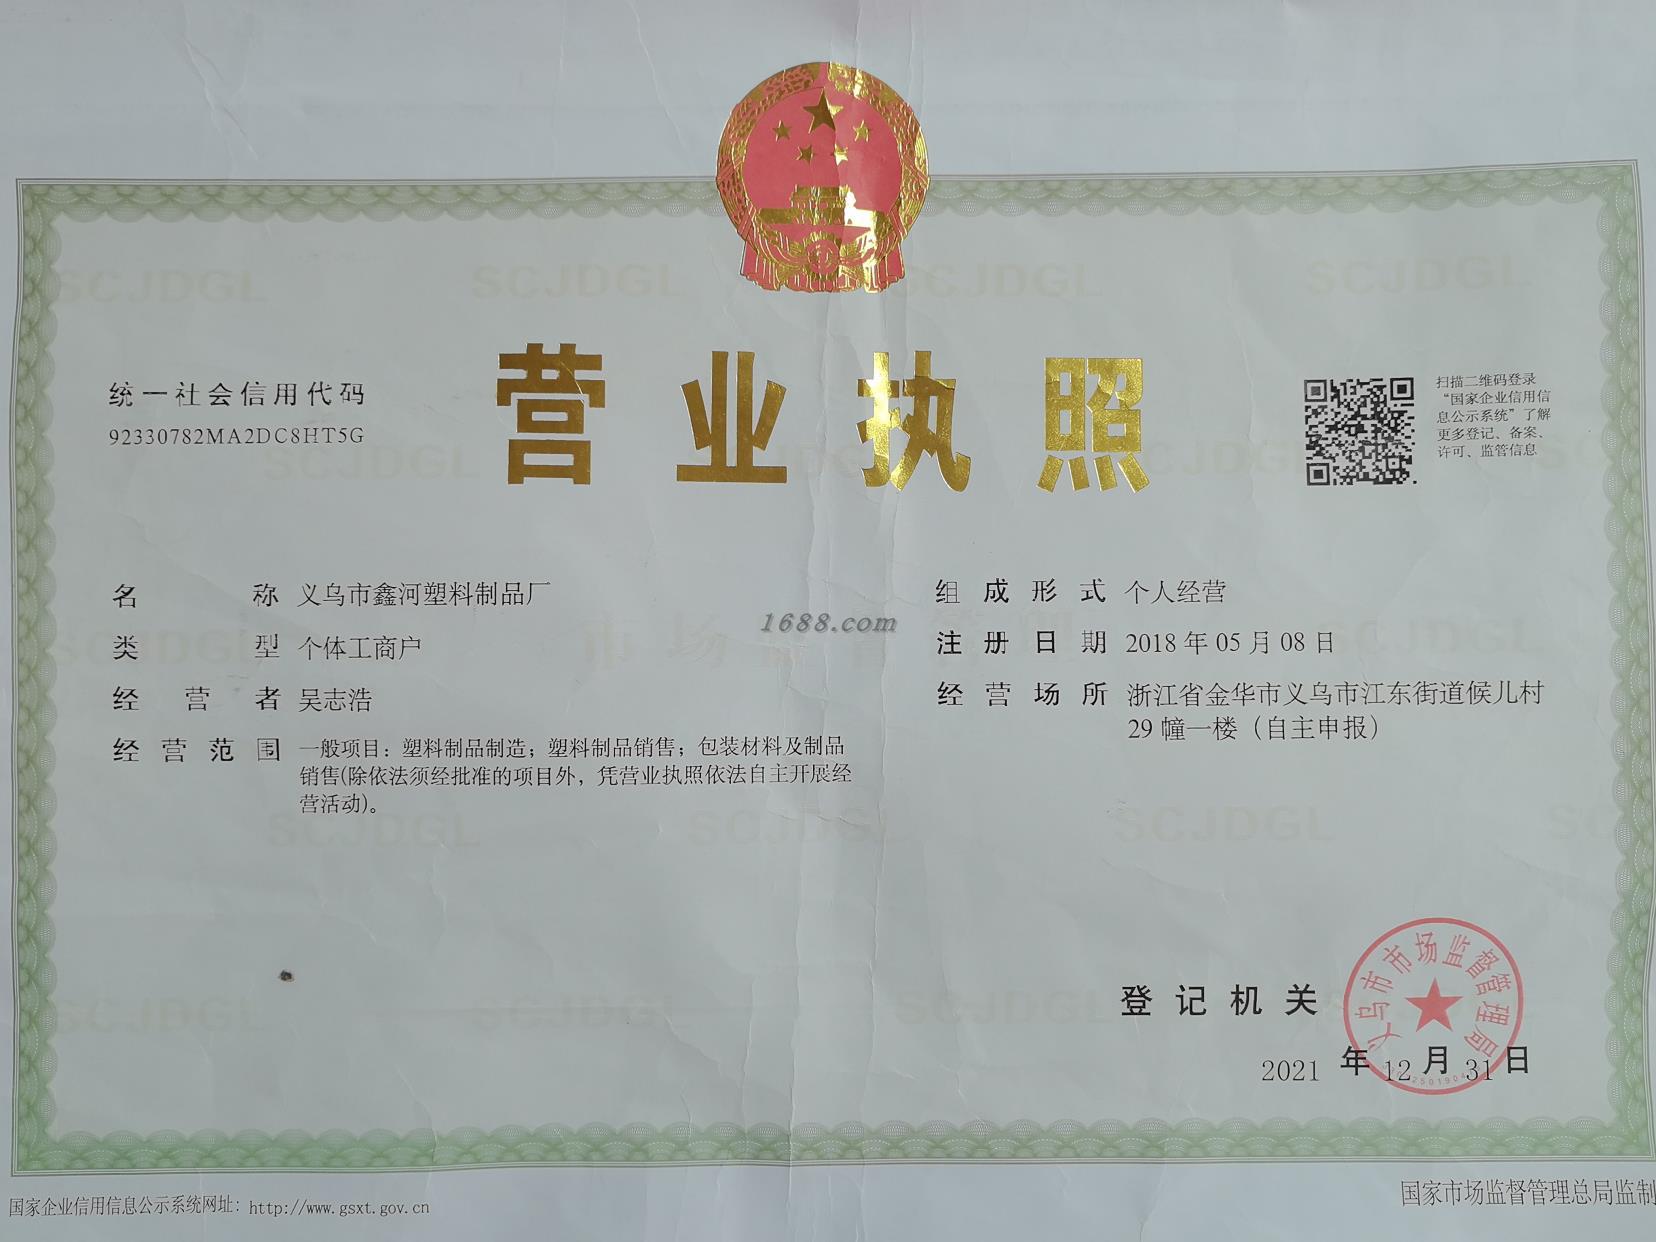 营业执照
统一社会信用代码
92330782MA2DC8HT5G
扫描二维码登录
“国家企业信用信
息公示系统”了解
更多登记、备案、
许可、监管信息
名称 义乌市鑫河塑料制品厂
类型 个体工商户
经营者 吴志浩
经营范围 一般项目：塑料制品制造；塑料制品销售；包装材料及制品
销售(除依法须经批准的项目外，凭营业执照依法自主开展经
营活动)。
组成形式 个人经营
注册日期 2018年05月08日
经营场所 浙江省金华市义乌市江东街道候儿村
29幢一楼（自主申报）
1688.com
登记机关
义乌市市场监督管理局
2021年12月31日
国家企业信用信息公示系统网址：http://www.gsxt.gov.cn
国家市场监督管理总局监制
SCJDGL